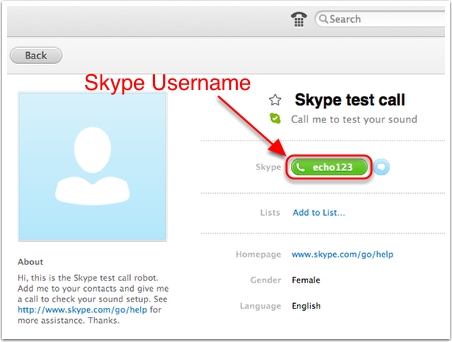 Search
Back
Skype Username
Skype test call
Call me to test your sound
Skype echo123
Lists Add to List...
Homepage www.skype.com/go/help
Gender Female
Language English
About
Hi, this is the Skype test call robot.
Add me to your contacts and give me
a call to check your sound setup. See
http://www.skype.com/go/help
for more assistance. Thanks.